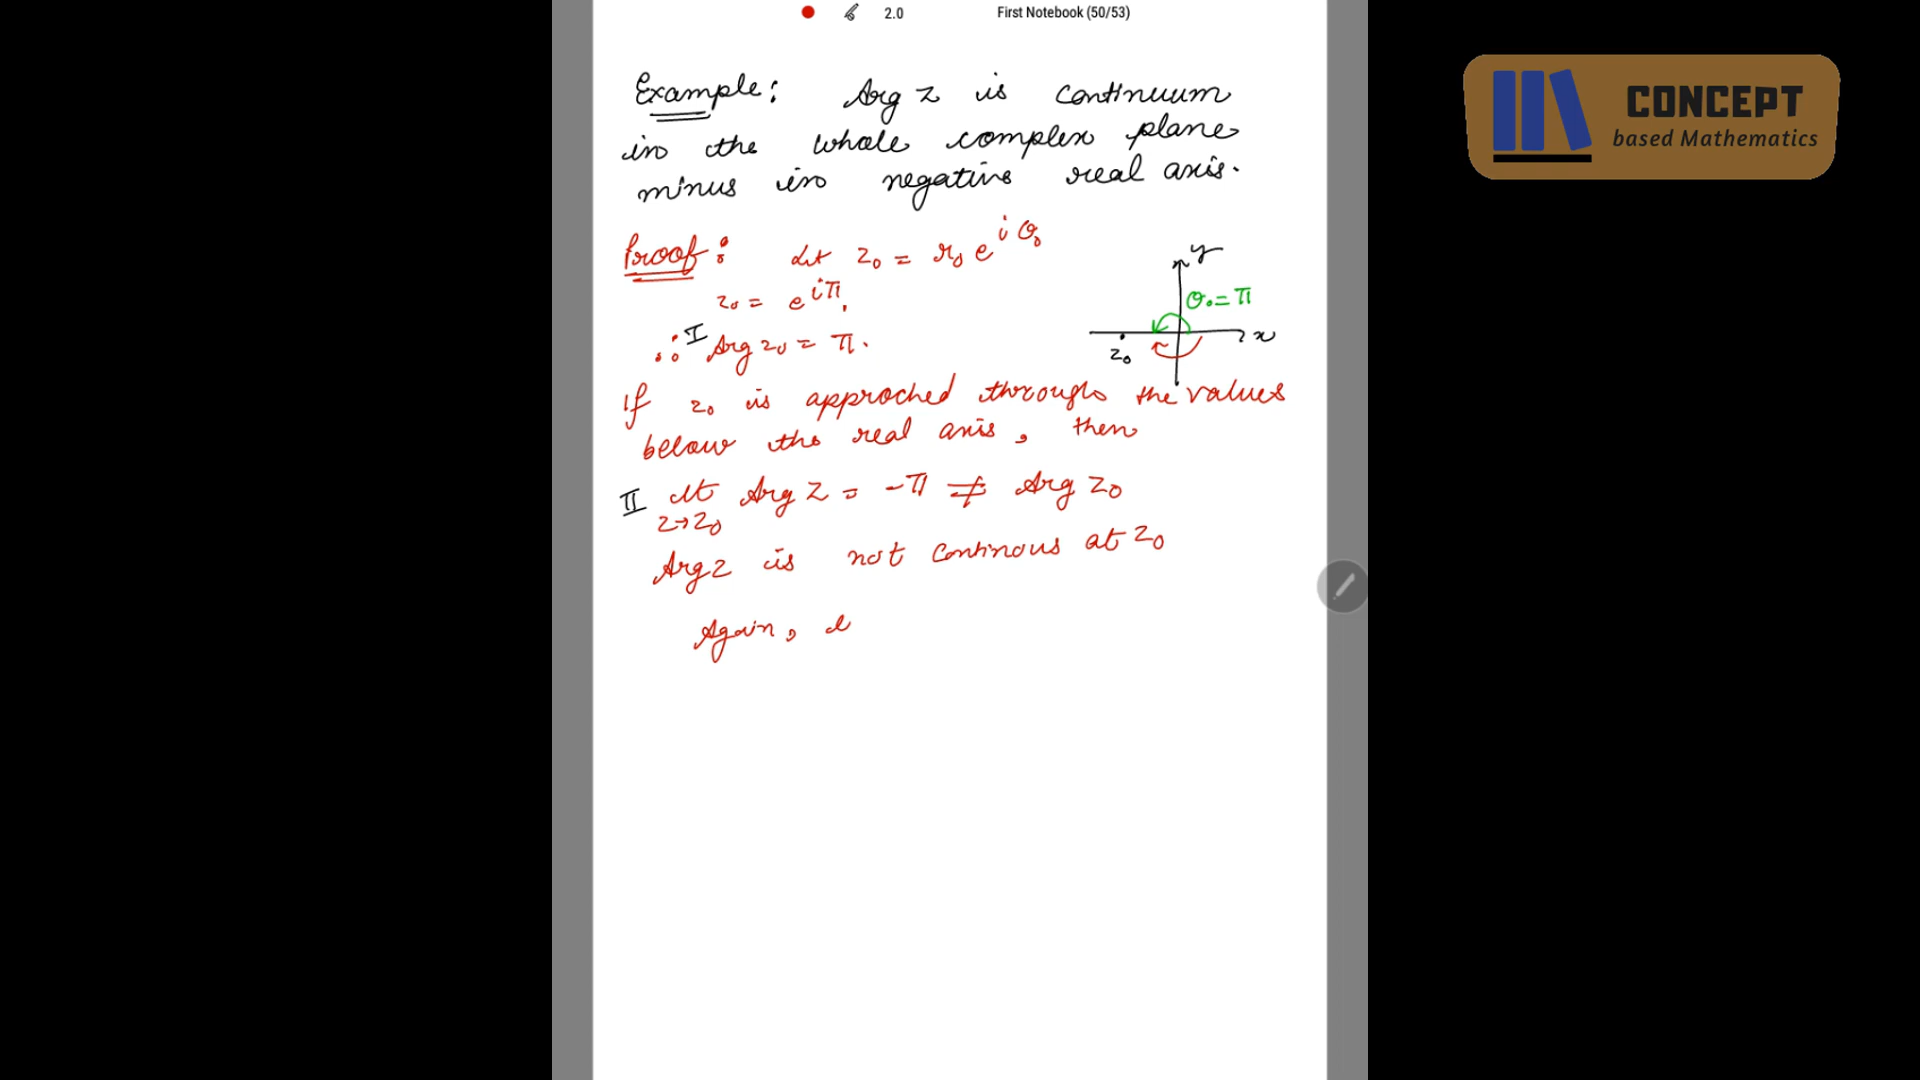 2.0 First Notebook (50/53)
CONCEPT
based Mathematics
Example: Arg z is continuum
in the whole complex plane
minus in negative real axis.
Proof: Let z₀ = r₀ e^{iθ₀}
z₀ = e^{iπ},
∴ I Arg z₀ = π.
y
θ₀ = π
x
z₀
If z₀ is approched through the values
below the real axis, then
II lt Arg z = -π ≠ Arg z₀
z→z₀
Arg z is not continous at z₀
Again, l